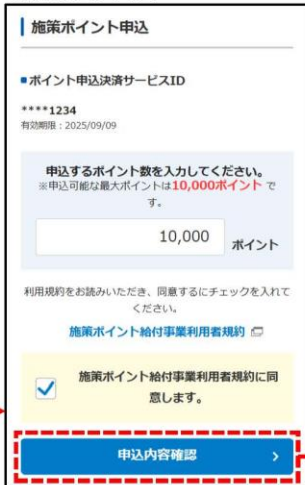 施策ポイント申込
■ポイント申込決済サービスID
****1234
有効期限：2025/09/09
申込するポイント数を入力してください。
※申込可能な最大ポイントは10,000ポイント で
す。
10,000 ポイント
利用規約をお読みいただき、同意するにチェックを入れて
ください。
施策ポイント給付事業利用者規約
施策ポイント給付事業利用者規約に同
意します。
申込内容確認